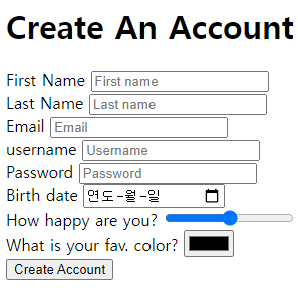 Create An Account
First Name First name
Last Name Last name
Email Email
username Username
Password Password
Birth date 연도-월-일
How happy are you?
What is your fav. color?
Create Account